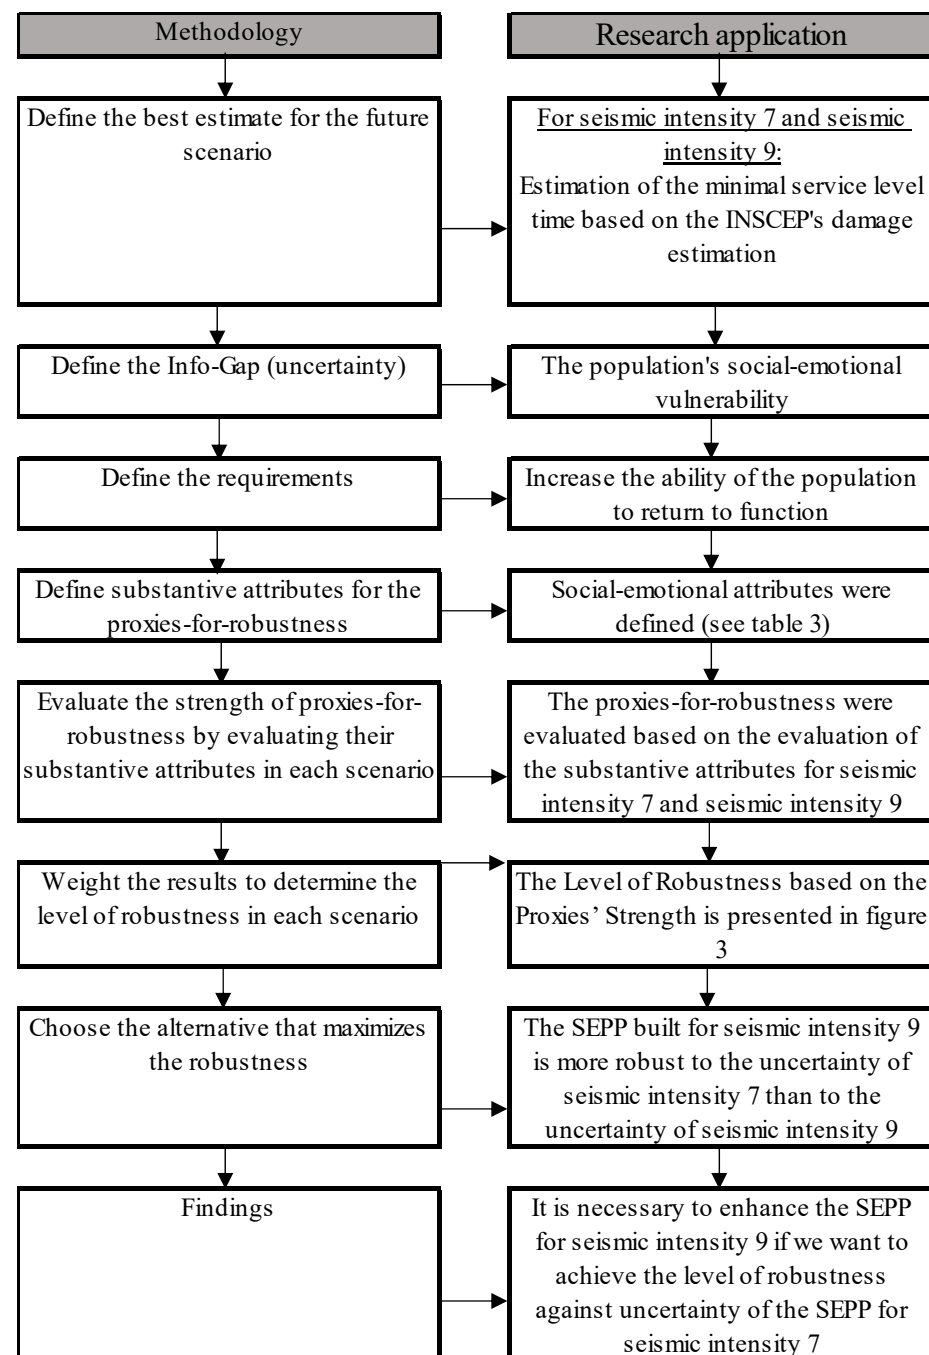 Methodology
Research application
Define the best estimate for the future
scenario
For seismic intensity 7 and seismic
intensity 9:
Estimation of the minimal service level
time based on the INSCEP's damage
estimation
Define the Info-Gap (uncertainty)
The population's social-emotional
vulnerability
Define the requirements
Increase the ability of the population
to return to function
Define substantive attributes for the
proxies-for-robustness
Social-emotional attributes were
defined (see table 3)
Evaluate the strength of proxies-for-
robustness by evaluating their
substantive attributes in each scenario
The proxies-for-robustness were
evaluated based on the evaluation of
the substantive attributes for seismic
intensity 7 and seismic intensity 9
Weight the results to determine the
level of robustness in each scenario
The Level of Robustness based on the
Proxies’ Strength is presented in figure
3
Choose the alternative that maximizes
the robustness
The SEPP built for seismic intensity 9
is more robust to the uncertainty of
seismic intensity 7 than to the
uncertainty of seismic intensity 9
Findings
It is necessary to enhance the SEPP
for seismic intensity 9 if we want to
achieve the level of robustness
against uncertainty of the SEPP for
seismic intensity 7